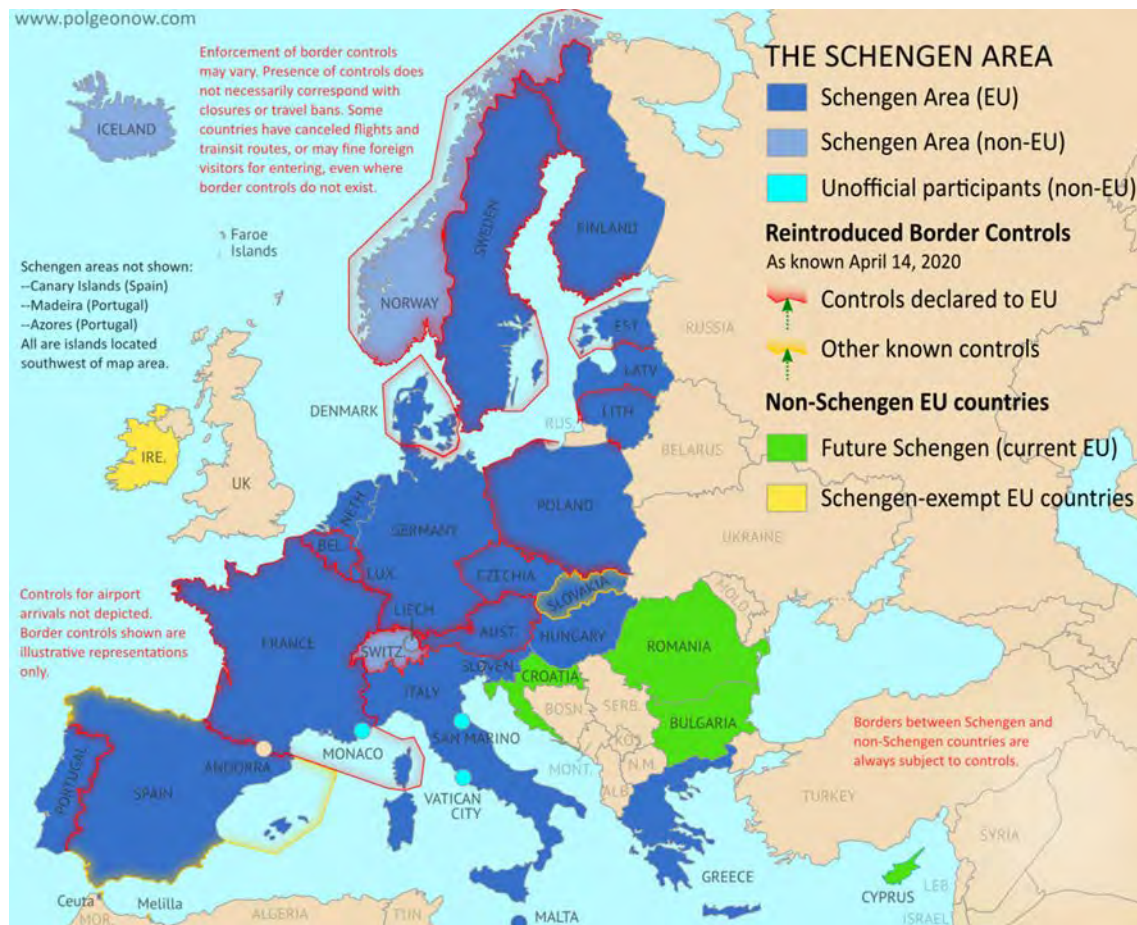 www.polgeonow.com
Enforcement of border controls
may vary. Presence of controls does
not necessarily correspond with
closures or travel bans. Some
countries have canceled flights and
trainsit routes, or may fine foreign
visitors for entering, even where
border controls do not exist.
THE SCHENGEN AREA
Schengen Area (EU)
Schengen Area (non-EU)
Unofficial participants (non-EU)
Reintroduced Border Controls
As known April 14, 2020
Controls declared to EU
Other known controls
Non-Schengen EU countries
Future Schengen (current EU)
Schengen-exempt EU countries
ICELAND
Faroe
Islands
Schengen areas not shown:
--Canary Islands (Spain)
--Madeira (Portugal)
--Azores (Portugal)
All are islands located
southwest of map area.
SWEDEN
FINLAND
NORWAY
RUSSIA
EST.
LATV
LITH
RUS.
DENMARK
BELARUS
IRE.
UK
NETH.
BEL.
LUX.
GERMANY
POLAND
UKRAINE
CZECHIA
SLOVAKIA
MOLD.
Controls for airport
arrivals not depicted.
Border controls shown are
illustrative representations
only.
FRANCE
LIECH
SWITZ.
AUST.
HUNGARY
SLOVEN.
ROMANIA
CROATIA
ITALY
BOSN.
SERB.
BULGARIA
KOS.
MONT.
N.M.
ALB.
MONACO
SAN MARINO
VATICAN
CITY
ANDORRA
PORTUGAL
SPAIN
Borders between Schengen and
non-Schengen countries are
always subject to controls.
TURKEY
SYRIA
GREECE
CYPRUS
LEB.
ISRAEL
Ceuta
Melilla
MOR.
ALGERIA
TUN
MALTA